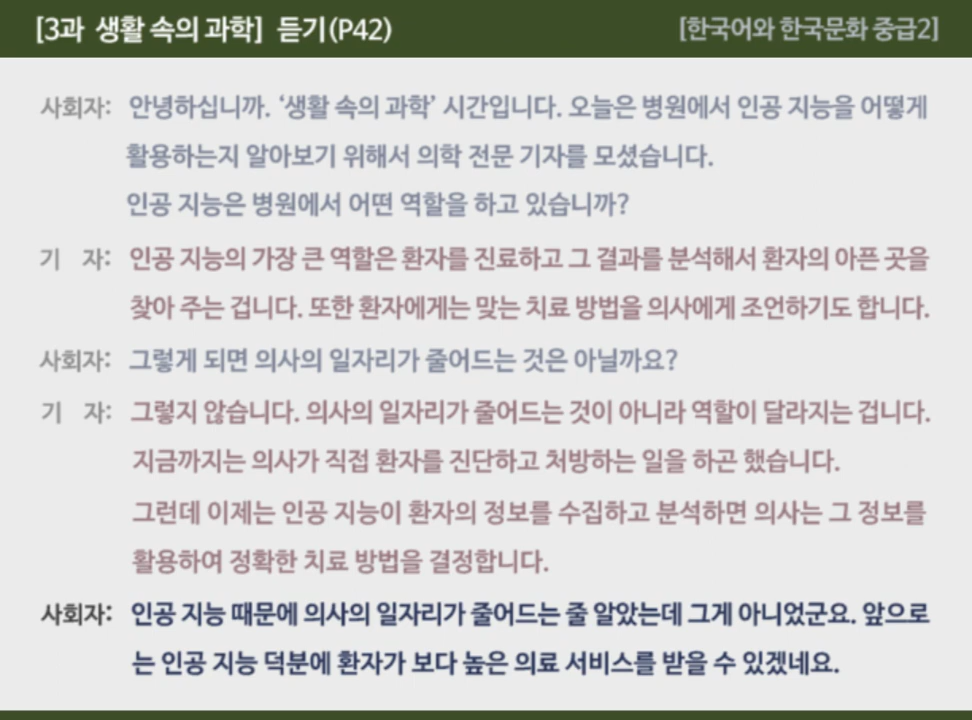 [3과 생활 속의 과학] 듣기(P42) [한국어와 한국문화 중급2]
사회자: 안녕하십니까. ‘생활 속의 과학’ 시간입니다. 오늘은 병원에서 인공 지능을 어떻게
활용하는지 알아보기 위해서 의학 전문 기자를 모셨습니다.
인공 지능은 병원에서 어떤 역할을 하고 있습니까?
기 자: 인공 지능의 가장 큰 역할은 환자를 진료하고 그 결과를 분석해서 환자의 아픈 곳을
찾아 주는 겁니다. 또한 환자에게는 맞는 치료 방법을 의사에게 조언하기도 합니다.
사회자: 그렇게 되면 의사의 일자리가 줄어드는 것은 아닐까요?
기 자: 그렇지 않습니다. 의사의 일자리가 줄어드는 것이 아니라 역할이 달라지는 겁니다.
지금까지는 의사가 직접 환자를 진단하고 처방하는 일을 하곤 했습니다.
그런데 이제는 인공 지능이 환자의 정보를 수집하고 분석하면 의사는 그 정보를
활용하여 정확한 치료 방법을 결정합니다.
사회자: 인공 지능 때문에 의사의 일자리가 줄어드는 줄 알았는데 그게 아니었군요. 앞으로
는 인공 지능 덕분에 환자가 보다 높은 의료 서비스를 받을 수 있겠네요.